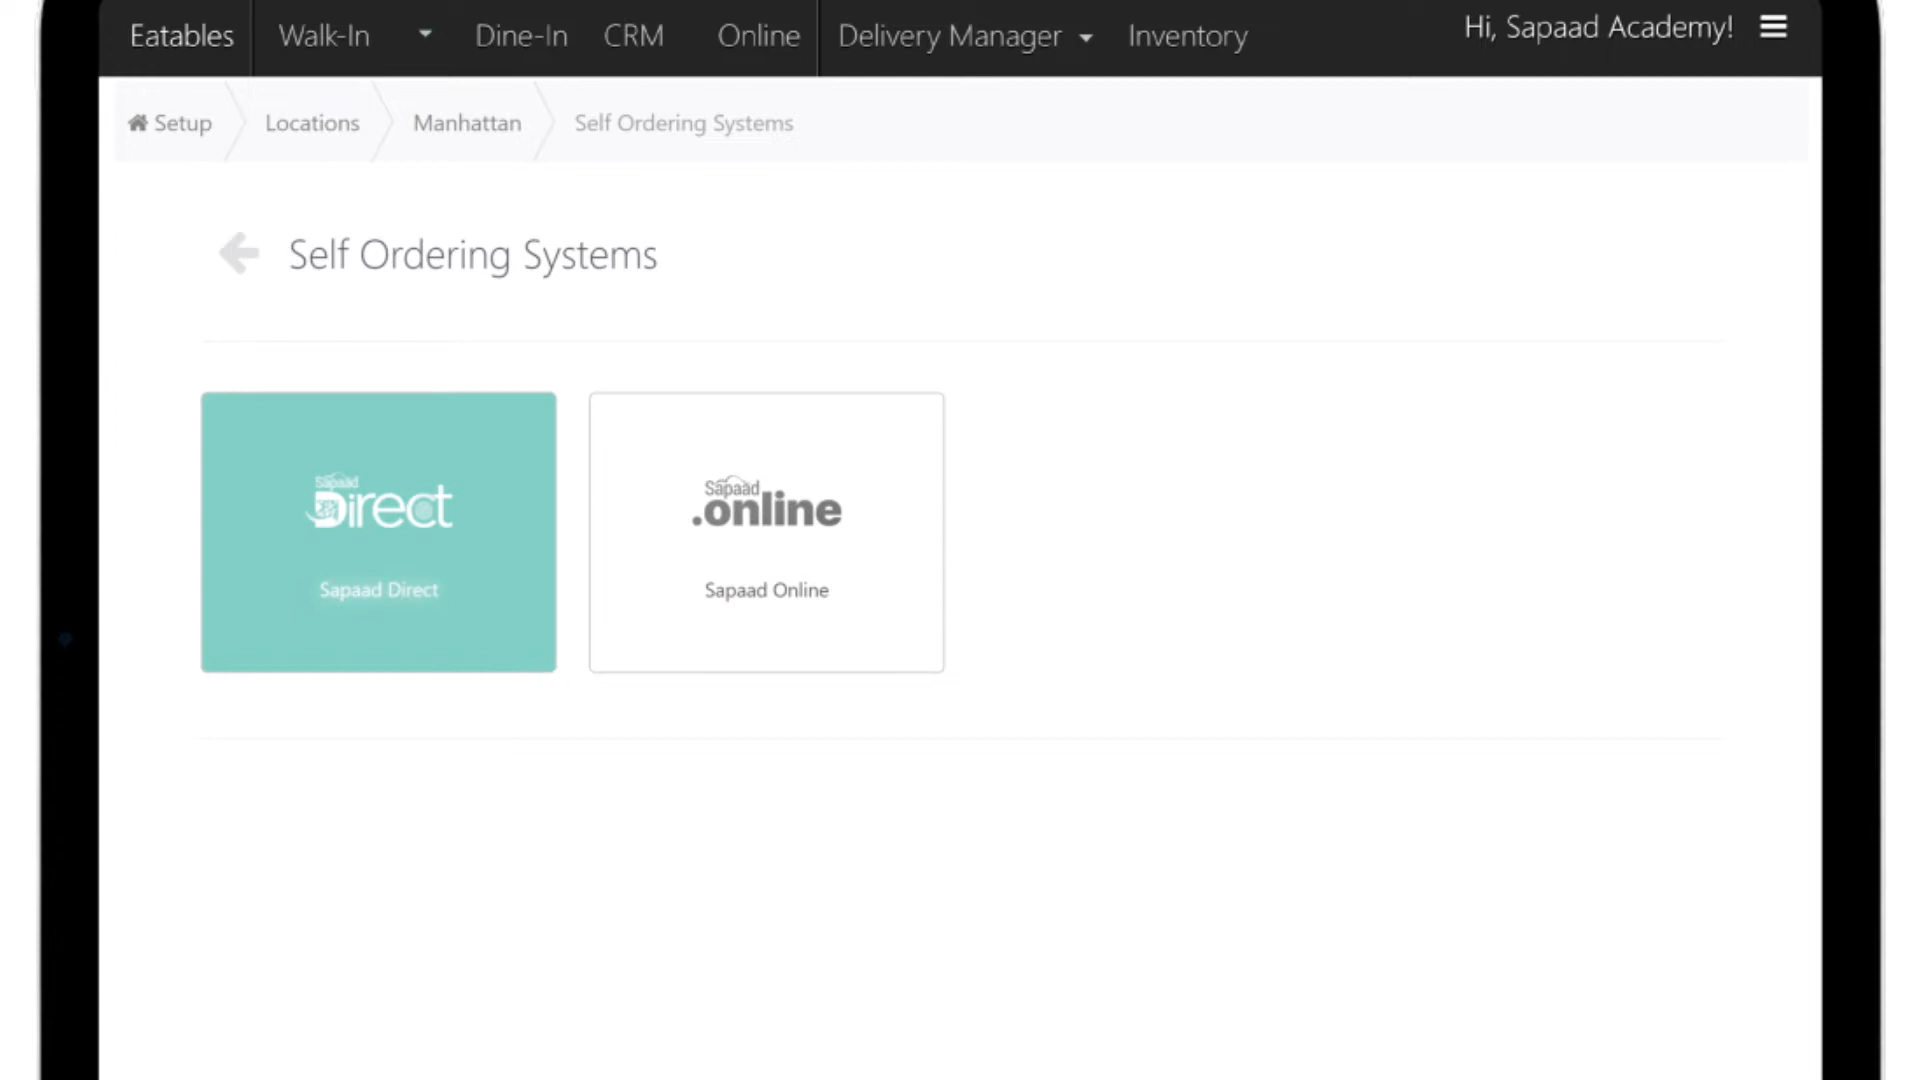 Eatables Walk-In Dine-In CRM Online Delivery Manager Inventory Hi, Sapaad Academy!
Setup Locations Manhattan Self Ordering Systems
Self Ordering Systems
Sapaad Direct
Sapaad Direct
Sapaad .online
Sapaad Online